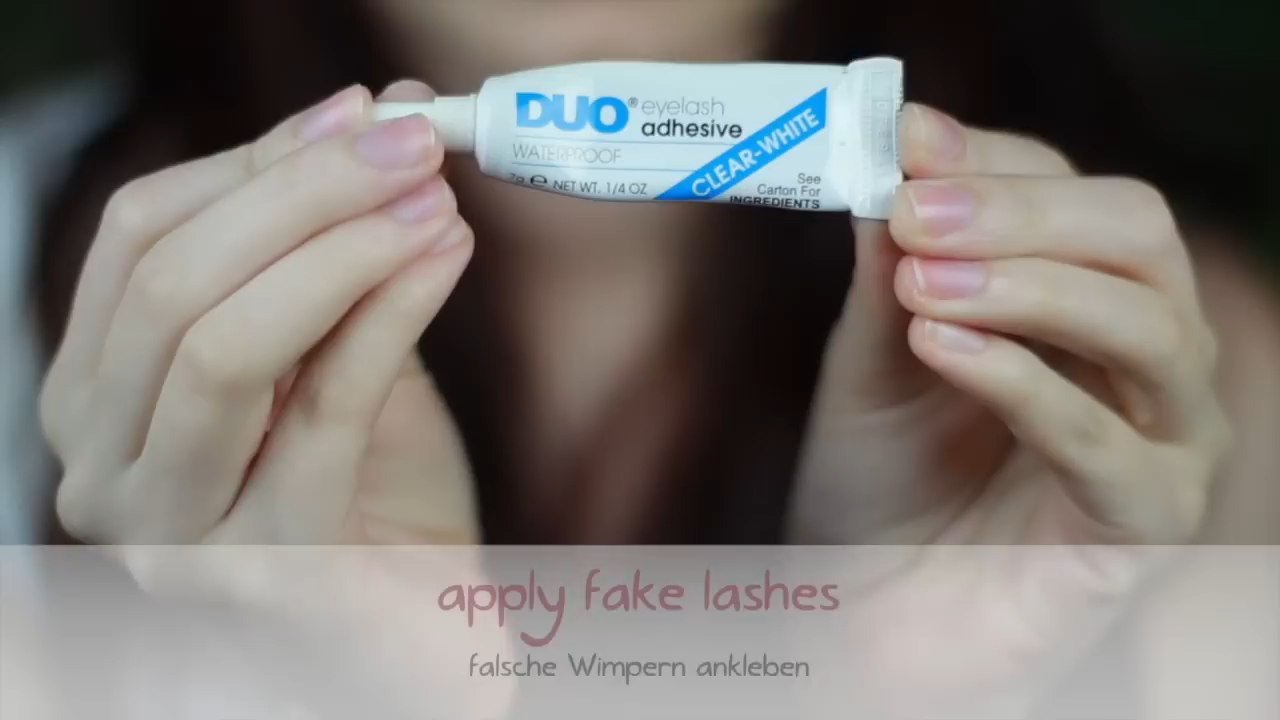 DUO® eyelash
adhesive
WATERPROOF
7g e NET WT. 1/4 OZ
CLEAR-WHITE
See
Carton For
INGREDIENTS
apply fake lashes
falsche Wimpern ankleben